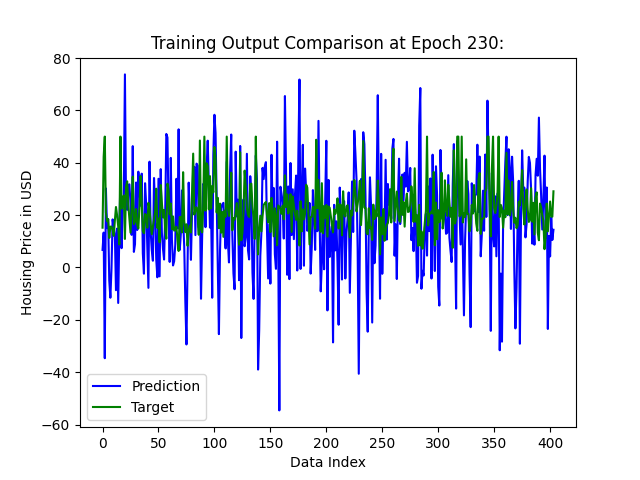 Training Output Comparison at Epoch 230:
80
60
40
20
0
−20
−40
−60
Housing Price in USD
Prediction
Target
0 50 100 150 200 250 300 350 400
Data Index